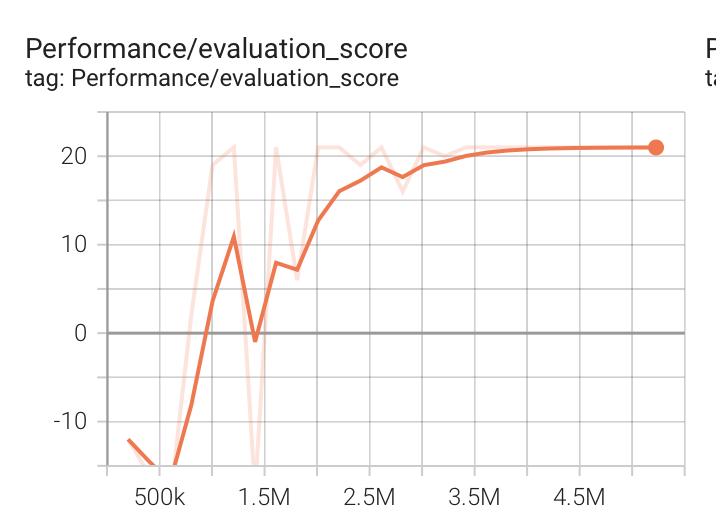 Performance/evaluation_score
tag: Performance/evaluation_score
20
10
0
-10
500k 1.5M 2.5M 3.5M 4.5M